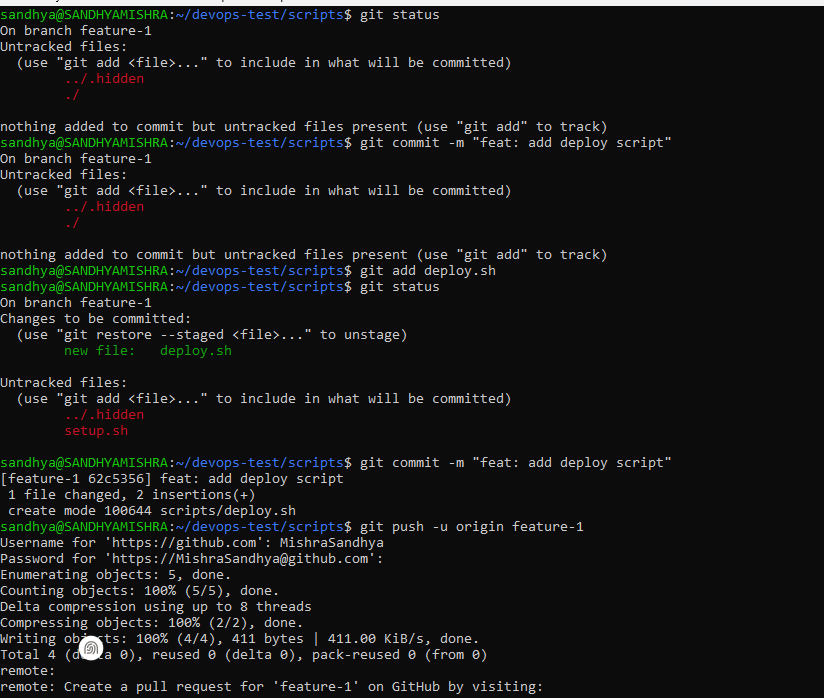 sandhya@SANDHYAMISHRA:~/devops-test/scripts$ git status
On branch feature-1
Untracked files:
  (use "git add <file>..." to include in what will be committed)
        ../.hidden
        ./

nothing added to commit but untracked files present (use "git add" to track)
sandhya@SANDHYAMISHRA:~/devops-test/scripts$ git commit -m "feat: add deploy script"
On branch feature-1
Untracked files:
  (use "git add <file>..." to include in what will be committed)
        ../.hidden
        ./

nothing added to commit but untracked files present (use "git add" to track)
sandhya@SANDHYAMISHRA:~/devops-test/scripts$ git add deploy.sh
sandhya@SANDHYAMISHRA:~/devops-test/scripts$ git status
On branch feature-1
Changes to be committed:
  (use "git restore --staged <file>..." to unstage)
        new file:   deploy.sh

Untracked files:
  (use "git add <file>..." to include in what will be committed)
        ../.hidden
        setup.sh

sandhya@SANDHYAMISHRA:~/devops-test/scripts$ git commit -m "feat: add deploy script"
[feature-1 62c5356] feat: add deploy script
 1 file changed, 2 insertions(+)
 create mode 100644 scripts/deploy.sh
sandhya@SANDHYAMISHRA:~/devops-test/scripts$ git push -u origin feature-1
Username for 'https://github.com': MishraSandhya
Password for 'https://MishraSandhya@github.com':
Enumerating objects: 5, done.
Counting objects: 100% (5/5), done.
Delta compression using up to 8 threads
Compressing objects: 100% (2/2), done.
Writing objects: 100% (4/4), 411 bytes | 411.00 KiB/s, done.
Total 4 (delta 0), reused 0 (delta 0), pack-reused 0 (from 0)
remote:
remote: Create a pull request for 'feature-1' on GitHub by visiting: